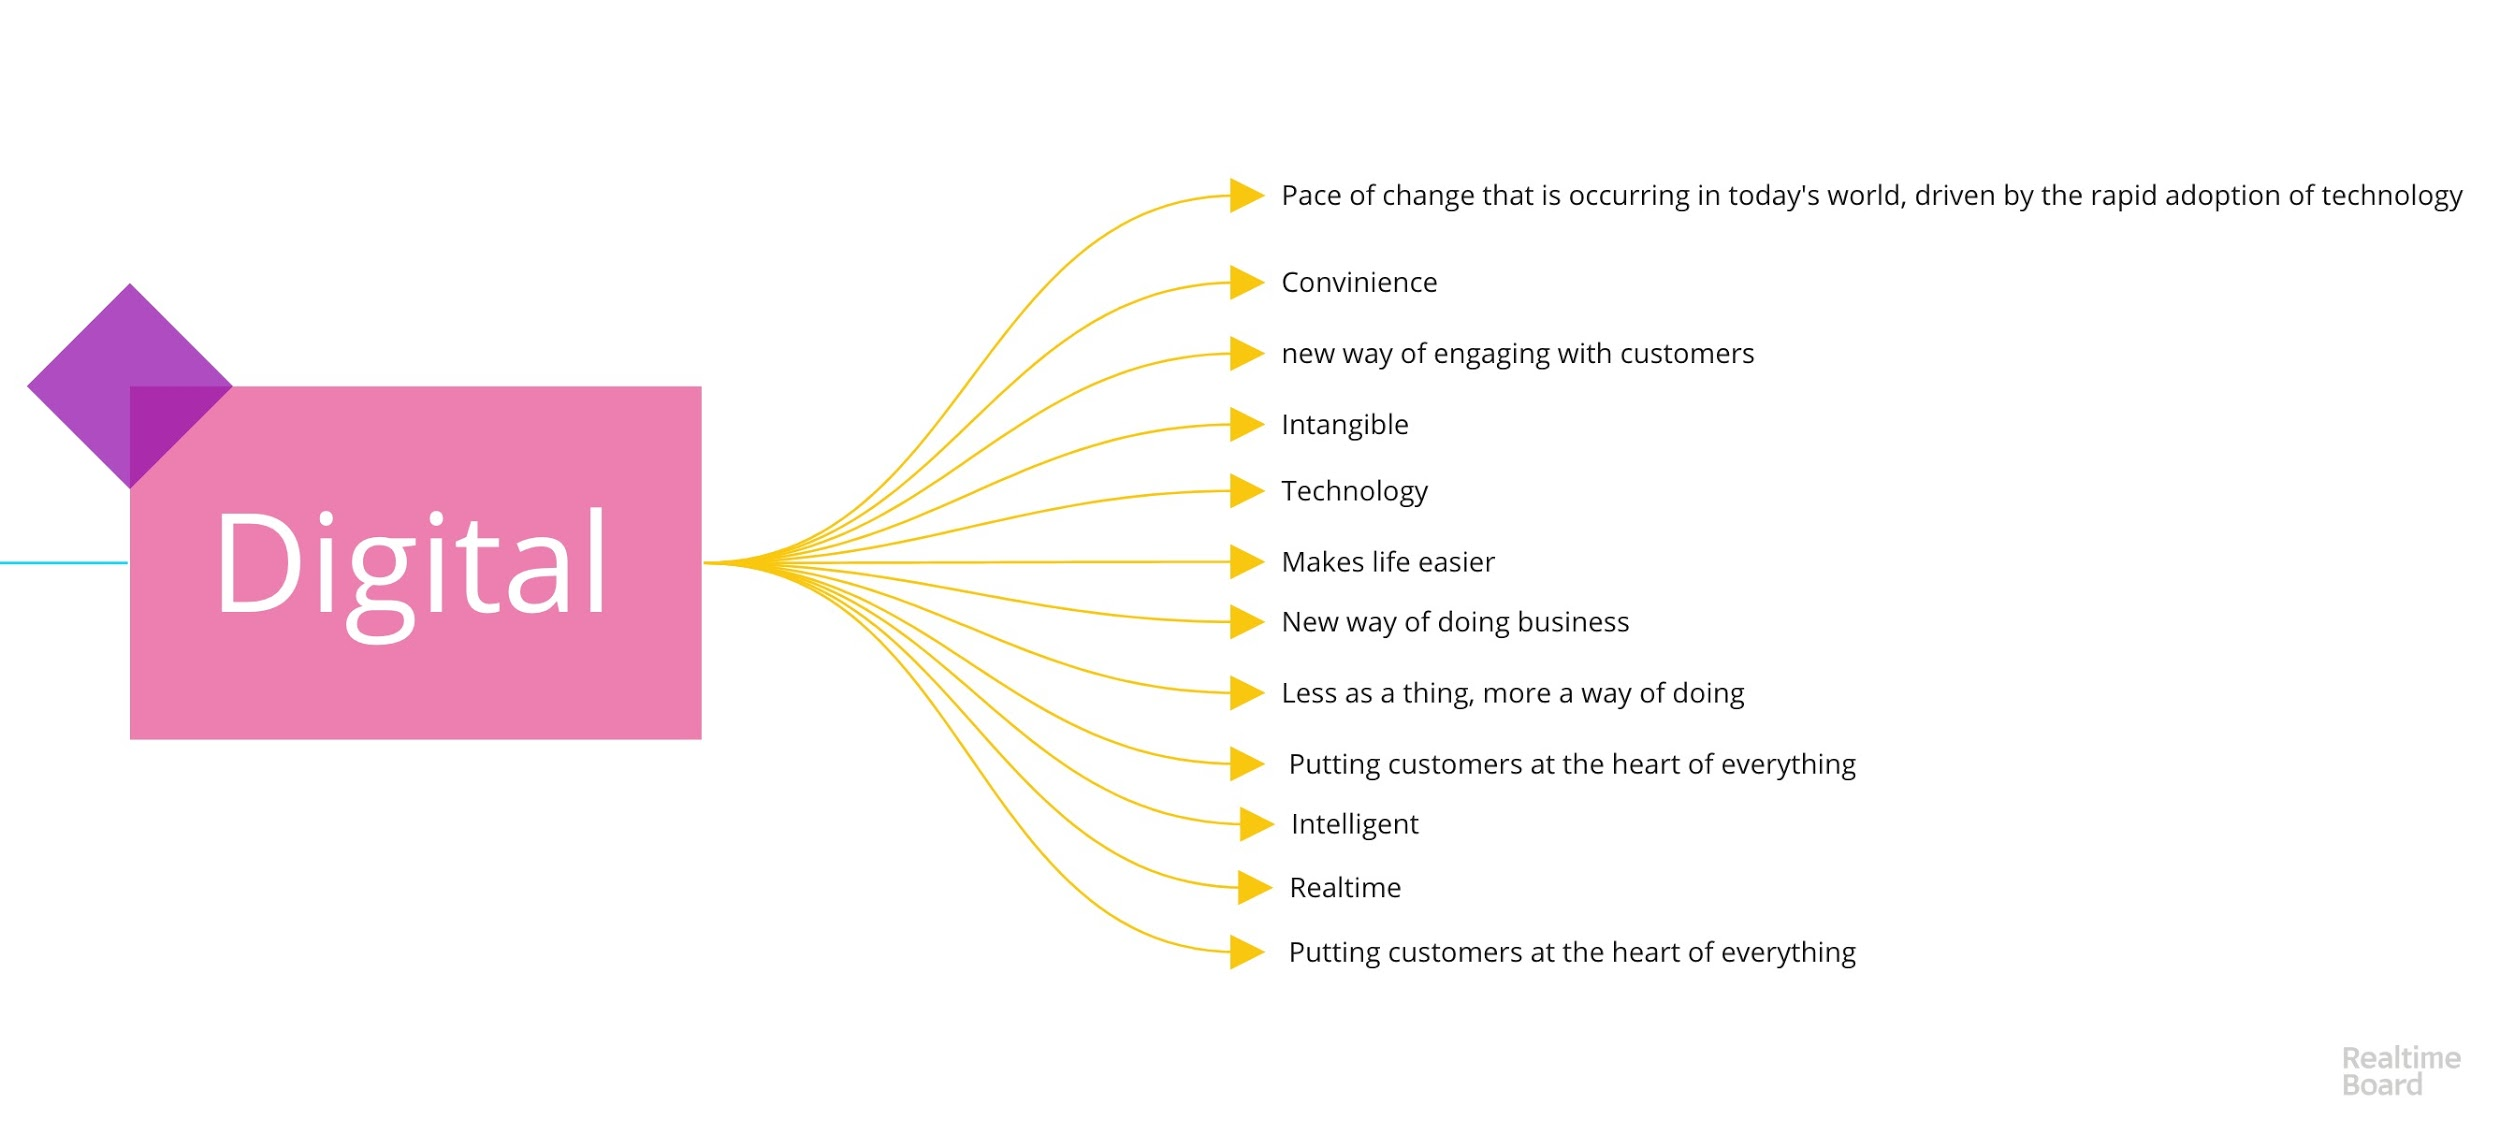 Digital
Pace of change that is occurring in today's world, driven by the rapid adoption of technology
Convinience
new way of engaging with customers
Intangible
Technology
Makes life easier
New way of doing business
Less as a thing, more a way of doing
Putting customers at the heart of everything
Intelligent
Realtime
Putting customers at the heart of everything
Realtime
Board